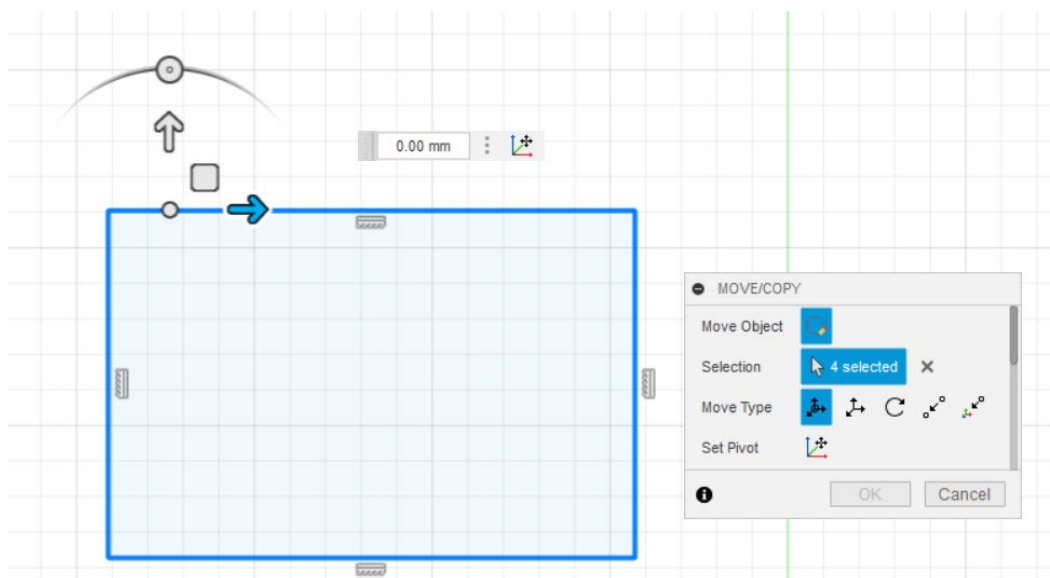 0.00 mm
MOVE/COPY
Move Object
Selection
4 selected
Move Type
Set Pivot
OK
Cancel